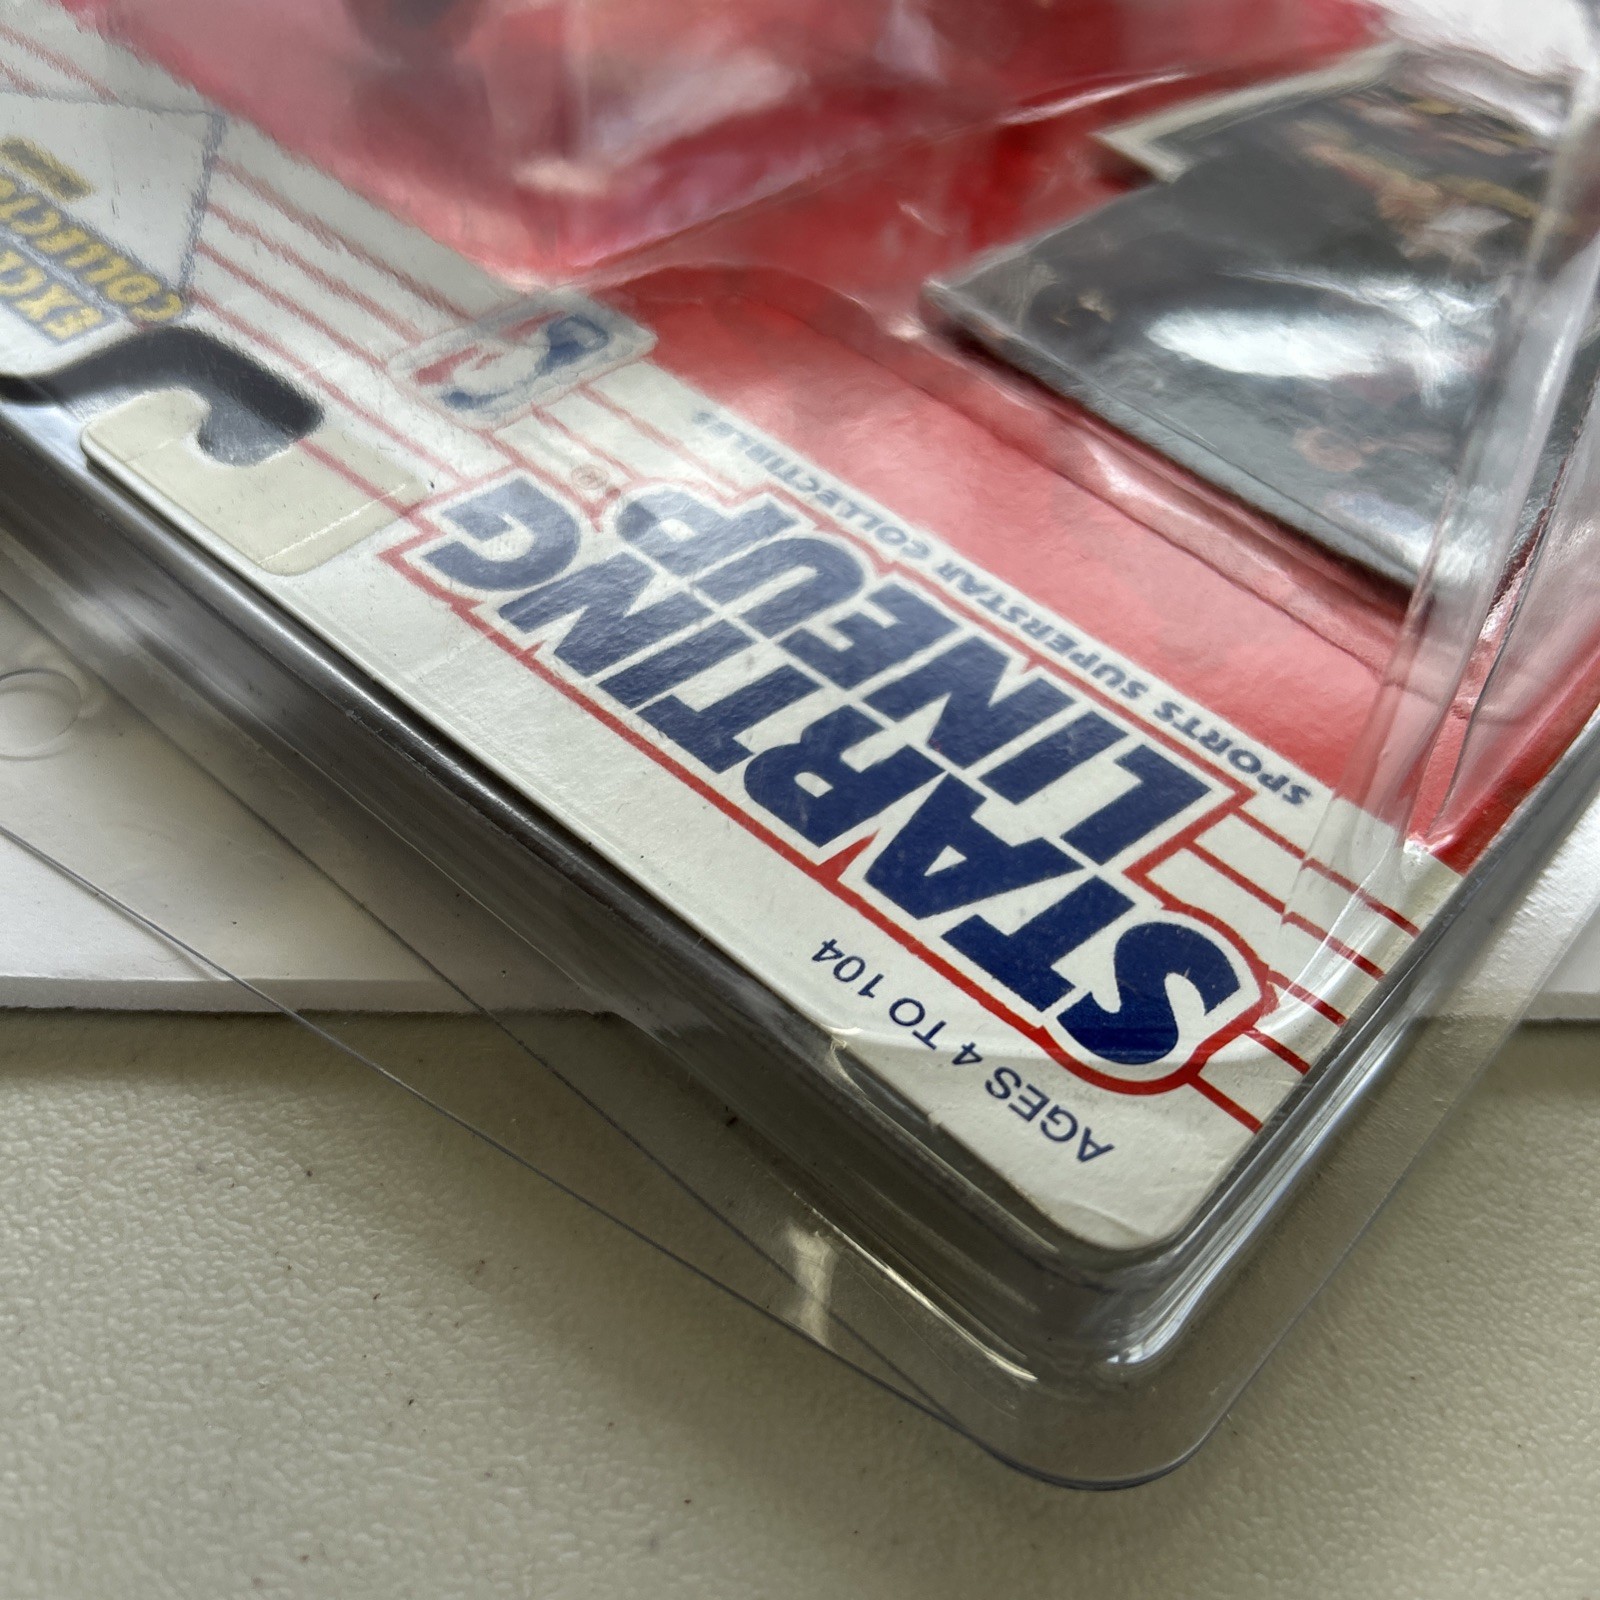 AGES 4 TO 104
STARTING
LINEUP®
SPORTS SUPERSTAR COLLECTIBLES